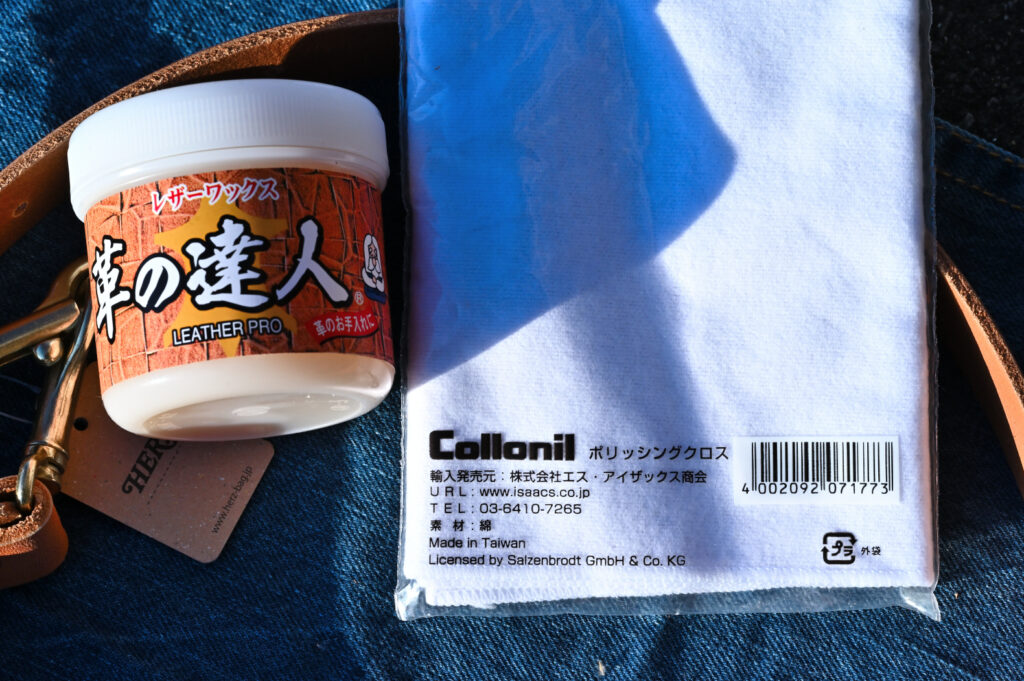 レザーワックス
革の達人
®
LEATHER PRO
革のお手入れに
HER
www.herz-bag.jp
Collonil ポリッシングクロス
輸入発売元：株式会社エス・アイザックス商会
URL：www.isaacs.co.jp
TEL：03-6410-7265
素材：綿
Made in Taiwan
Licensed by Salzenbrodt GmbH & Co. KG
4 002092 071773
プラ 外袋